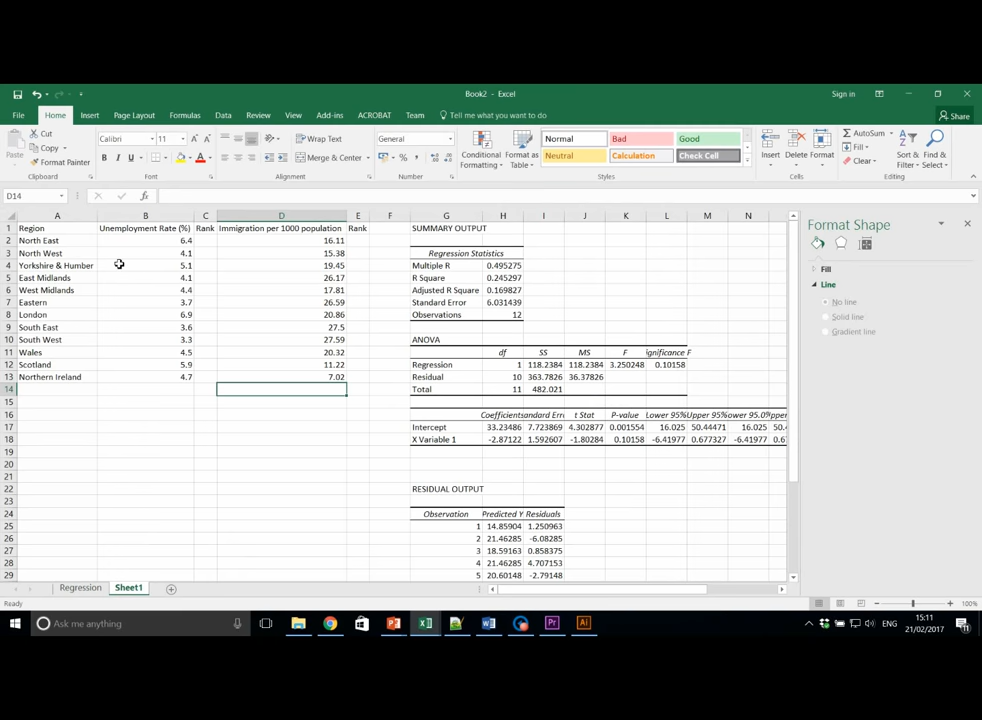 Book2 - Excel
Sign in
File Home Insert Page Layout Formulas Data Review View Add-ins ACROBAT Team Tell me what you want to do Share
Paste
Cut
Copy
Format Painter
Calibri 11
B I U
Wrap Text
Merge & Center
General
%
Conditional Formatting
Format as Table
Normal Bad Good
Neutral Calculation Check Cell
Insert Delete Format
AutoSum
Fill
Clear
Sort & Filter
Find & Select
Clipboard Font Alignment Number Styles Cells Editing
D14 fx
A B C D E F G H I J K L M N
1 Region Unemployment Rate (%) Rank Immigration per 1000 population Rank SUMMARY OUTPUT
2 North East 6.4 16.11
3 North West 4.1 15.38 Regression Statistics
4 Yorkshire & Humber 5.1 19.45 Multiple R 0.495275
5 East Midlands 4.1 26.17 R Square 0.245297
6 West Midlands 4.4 17.81 Adjusted R Square 0.169827
7 Eastern 3.7 26.59 Standard Error 6.031439
8 London 6.9 20.86 Observations 12
9 South East 3.6 27.5
10 South West 3.3 27.59 ANOVA
11 Wales 4.5 20.32 df SS MS F ignificance F
12 Scotland 5.9 11.22 Regression 1 118.2384 118.2384 3.250248 0.10158
13 Northern Ireland 4.7 7.02 Residual 10 363.7826 36.37826
14 Total 11 482.021
15
16 Coefficients andard Erro t Stat P-value Lower 95% Upper 95% ower 95.0% pper
17 Intercept 33.23486 7.723869 4.302877 0.001554 16.025 50.44471 16.025 50.4
18 X Variable 1 -2.87122 1.592607 -1.80284 0.10158 -6.41977 0.677327 -6.41977 0.67
19
20
21
22 RESIDUAL OUTPUT
23
24 Observation Predicted Y Residuals
25 1 14.85904 1.250963
26 2 21.46285 -6.08285
27 3 18.59163 0.858375
28 4 21.46285 4.707153
29 5 20.60148 -2.79148
Format Shape
Fill
Line
No line
Solid line
Gradient line
Regression Sheet1
Ready 100%
Ask me anything
ENG
15:11
21/02/2017
11